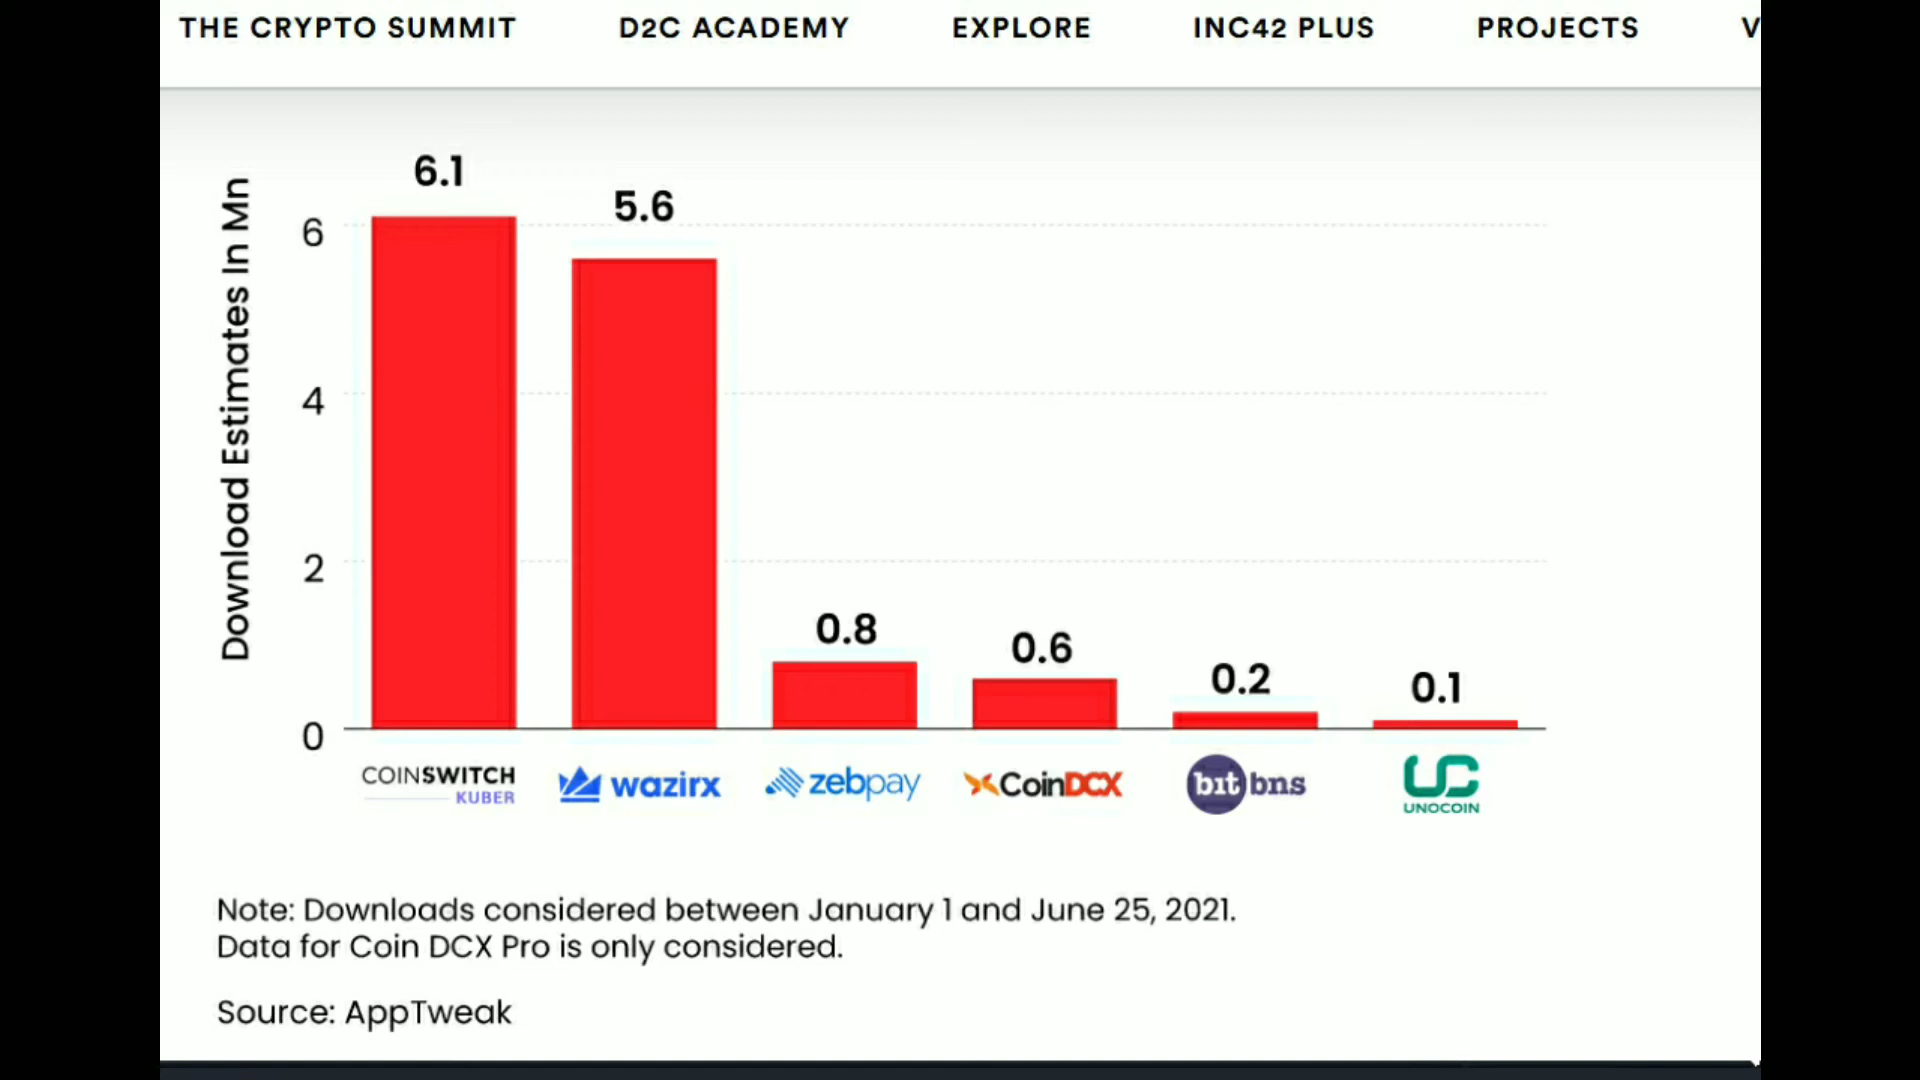 THE CRYPTO SUMMIT D2C ACADEMY EXPLORE INC42 PLUS PROJECTS V
Download Estimates In Mn
6
4
2
0
6.1
5.6
0.8
0.6
0.2
0.1
COINSWITCH
KUBER
wazirx
zebpay
CoinDCX
bitbns
UC
UNOCOIN
Note: Downloads considered between January 1 and June 25, 2021.
Data for Coin DCX Pro is only considered.
Source: AppTweak